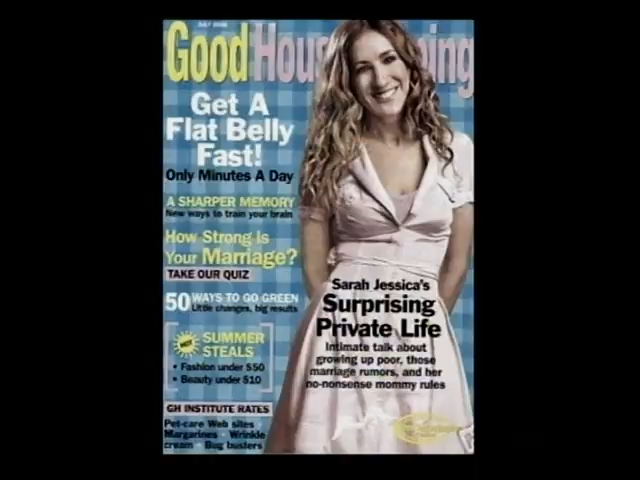 Good Hou ping
Get A
Flat Belly
Fast!
Only Minutes A Day
A SHARPER MEMORY
New ways to train your brain
How Strong Is
Your Marriage?
TAKE OUR QUIZ
50 WAYS TO GO GREEN
Little changes, big results
SUMMER
STEALS
• Fashion under $50
• Beauty under $10
GH INSTITUTE RATES
Pet-care Web sites
Margarines • Wrinkle
cream • Bug busters
Sarah Jessica's
Surprising
Private Life
Intimate talk about
growing up poor, those
marriage rumors, and her
no-nonsense mommy rules